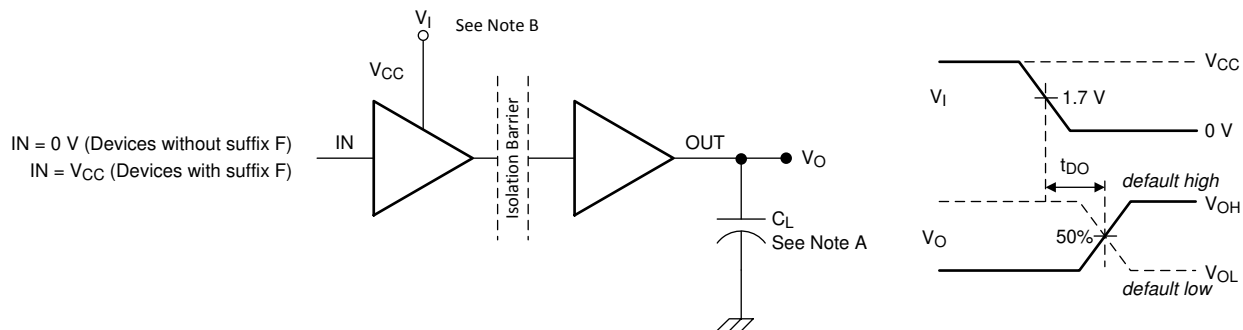 V_I
See Note B
V_CC
IN = 0 V (Devices without suffix F)
IN = V_CC (Devices with suffix F)
IN
Isolation Barrier
OUT
V_O
C_L
See Note A
V_I
V_CC
1.7 V
0 V
t_DO
default high
V_OH
V_O
50%
V_OL
default low